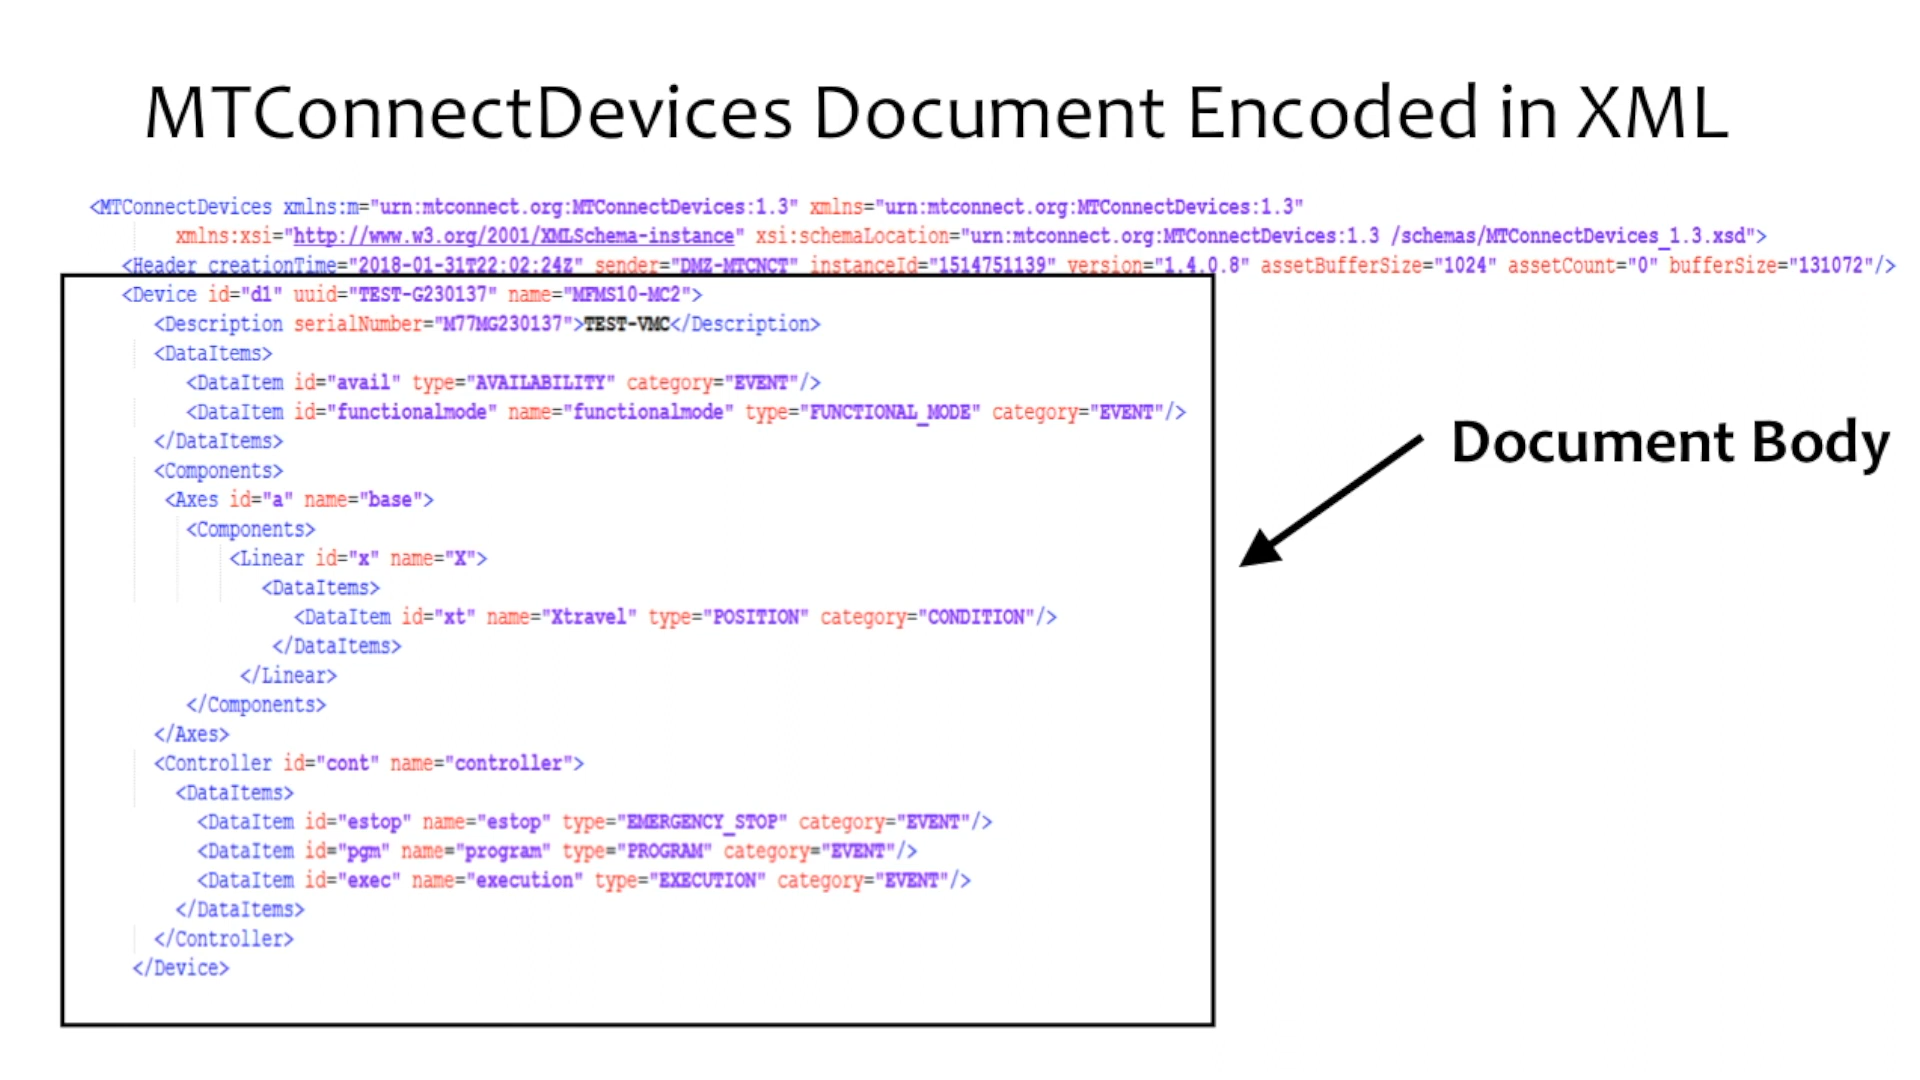 MTConnectDevices Document Encoded in XML
<MTConnectDevices xmlns:m="urn:mtconnect.org:MTConnectDevices:1.3" xmlns="urn:mtconnect.org:MTConnectDevices:1.3"
xmlns:xsi="http://www.w3.org/2001/XMLSchema-instance" xsi:schemaLocation="urn:mtconnect.org:MTConnectDevices:1.3 /schemas/MTConnectDevices_1.3.xsd">
<Header creationTime="2018-01-31T22:02:24Z" sender="DMZ-MTCNCT" instanceId="1514751139" version="1.4.0.8" assetBufferSize="1024" assetCount="0" bufferSize="131072"/>
<Device id="d1" uuid="TEST-G230137" name="MFMS10-MC2">
<Description serialNumber="M77MG230137">TEST-VMC</Description>
<DataItems>
<DataItem id="avail" type="AVAILABILITY" category="EVENT"/>
<DataItem id="functionalmode" name="functionalmode" type="FUNCTIONAL_MODE" category="EVENT"/>
</DataItems>
<Components>
<Axes id="a" name="base">
<Components>
<Linear id="x" name="X">
<DataItems>
<DataItem id="xt" name="Xtravel" type="POSITION" category="CONDITION"/>
</DataItems>
</Linear>
</Components>
</Axes>
<Controller id="cont" name="controller">
<DataItems>
<DataItem id="estop" name="estop" type="EMERGENCY_STOP" category="EVENT"/>
<DataItem id="pgm" name="program" type="PROGRAM" category="EVENT"/>
<DataItem id="exec" name="execution" type="EXECUTION" category="EVENT"/>
</DataItems>
</Controller>
</Device>
Document Body